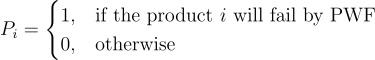 P_i = { 1, if the product i will fail by PWF
0, otherwise